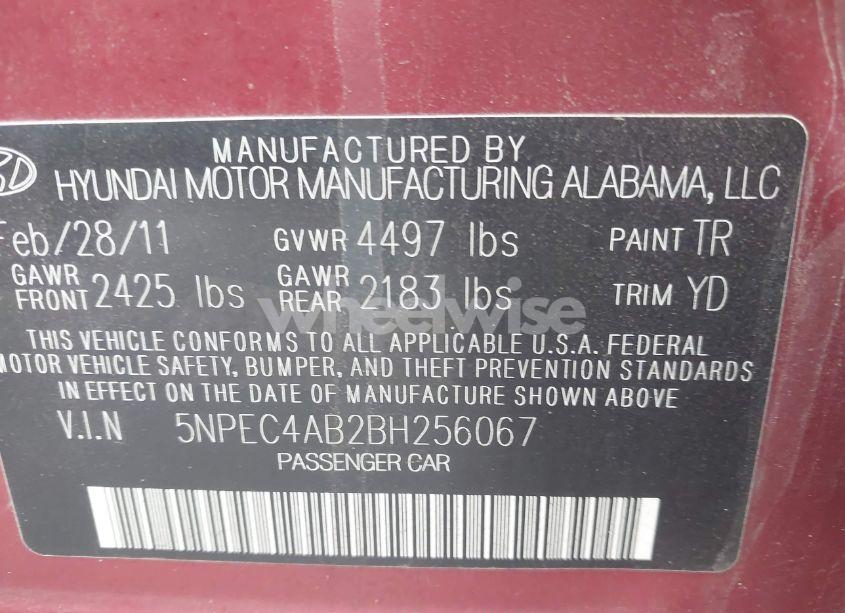 MANUFACTURED BY
HYUNDAI MOTOR MANUFACTURING ALABAMA, LLC
Feb/28/11 GVWR 4497 lbs PAINT TR
GAWR FRONT 2425 lbs GAWR REAR 2183 lbs TRIM YD
wheelwise
THIS VEHICLE CONFORMS TO ALL APPLICABLE U.S.A. FEDERAL
MOTOR VEHICLE SAFETY, BUMPER, AND THEFT PREVENTION STANDARDS
IN EFFECT ON THE DATE OF MANUFACTURE SHOWN ABOVE
V.I.N 5NPEC4AB2BH256067
PASSENGER CAR